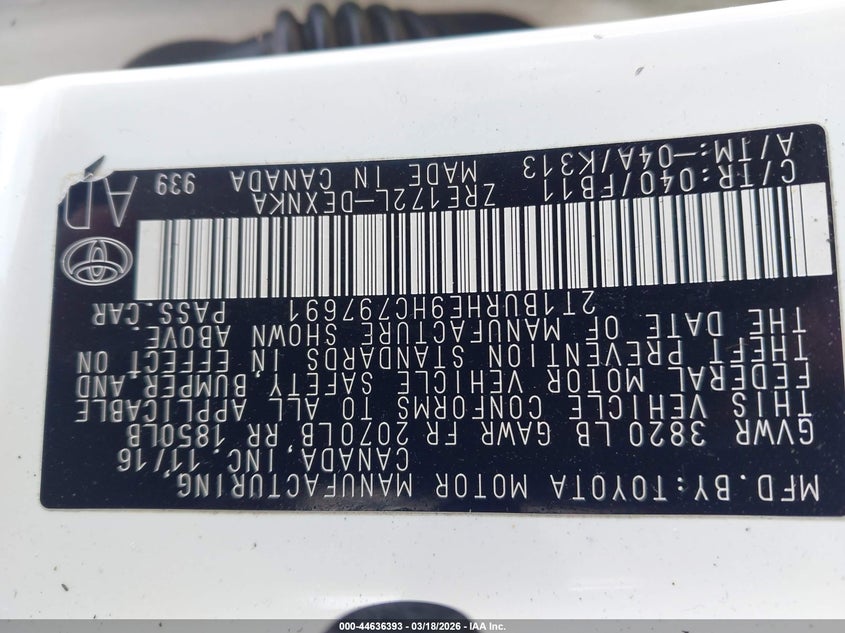 MFD.BY:TOYOTA MOTOR MANUFACTURING,
CANADA, INC. 11/16
GVWR 3820LB GAWR FR 2070LB RR 1850LB
THIS VEHICLE CONFORMS TO ALL APPLICABLE
FEDERAL MOTOR VEHICLE SAFETY, BUMPER AND
THEFT PREVENTION STANDARDS IN EFFECT ON
THE DATE OF MANUFACTURE SHOWN ABOVE.
2T1BURHE9HC797691 PASS.CAR
C/TR:040/FB11 ZRE172L-DEXNKA
A/TM:-04A/K313 MADE IN CANADA 939
000-44636393 - 03/18/2026 - IAA Inc.